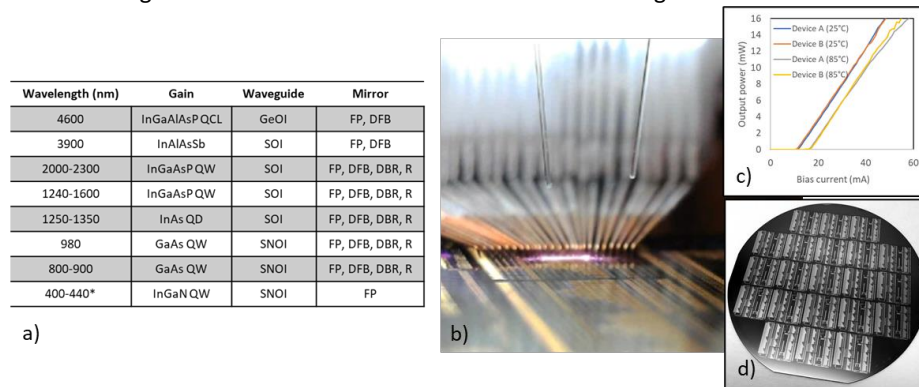 Wavelength (nm) Gain Waveguide Mirror
4600 InGaAlAsP QCL GeOI FP, DFB
3900 InAlAsSb SOI FP, DFB
2000-2300 InGaAsP QW SOI FP, DFB, DBR, R
1240-1600 InGaAsP QW SOI FP, DFB, DBR, R
1250-1350 InAs QD SOI FP, DFB, DBR, R
980 GaAs QW SNOI FP, DFB, DBR, R
800-900 GaAs QW SNOI FP, DFB, DBR, R
400-440* InGaN QW SNOI FP
a)
b)
Output power (mW)
16
14
12
10
8
6
4
2
0
Device A (25°C)
Device B (25°C)
Device A (85°C)
Device B (85°C)
0 20 40 60
Bias current (mA)
c)
d)